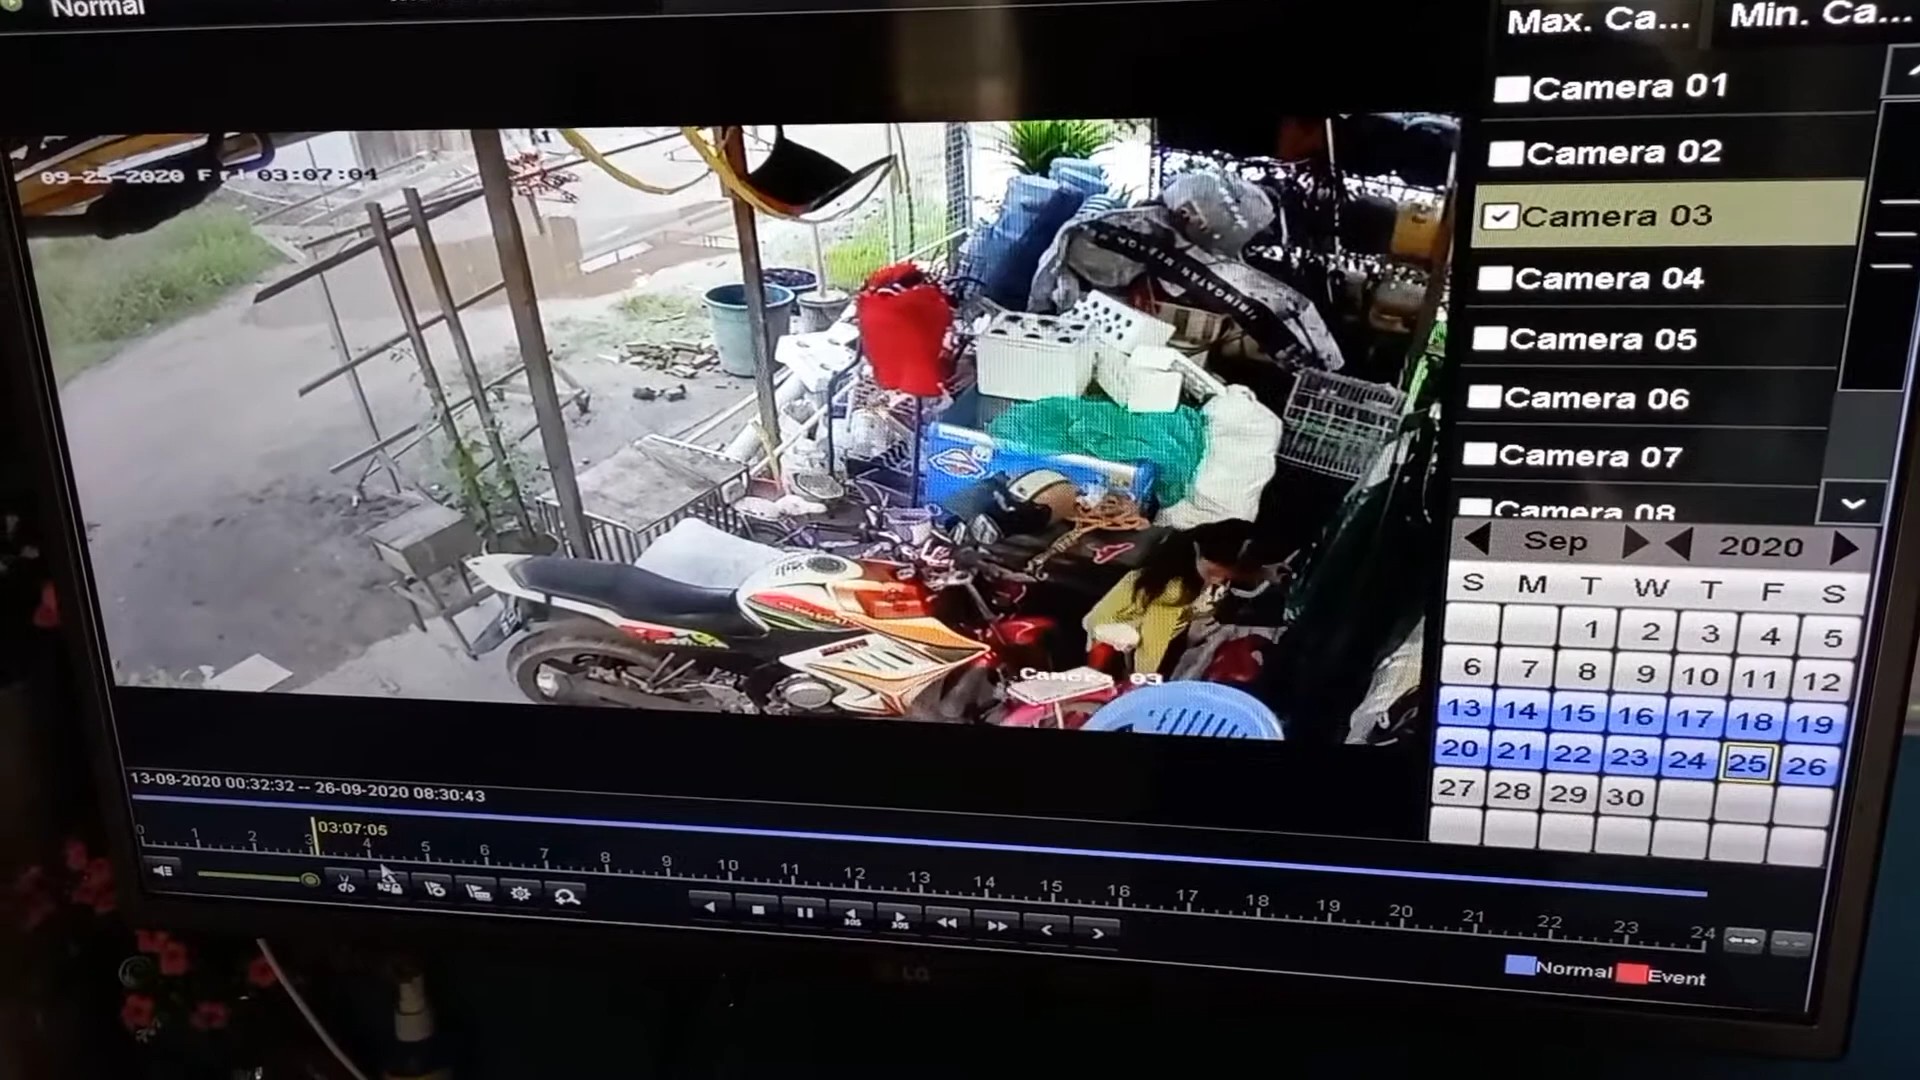 Normal
Max. Ca...
Min. Ca...
Camera 01
Camera 02
Camera 03
Camera 04
Camera 05
Camera 06
Camera 07
Camera 08
09-25-2020 Fri 03:07:04
Camera 03
Sep 2020
S M T W T F S
1 2 3 4 5
6 7 8 9 10 11 12
13 14 15 16 17 18 19
20 21 22 23 24 25 26
27 28 29 30
13-09-2020 00:32:32 -- 26-09-2020 08:30:43
03:07:05
0 1 2 3 4 5 6 7 8 9 10 11 12 13 14 15 16 17 18 19 20 21 22 23 24
30s 30s
Normal Event
LG